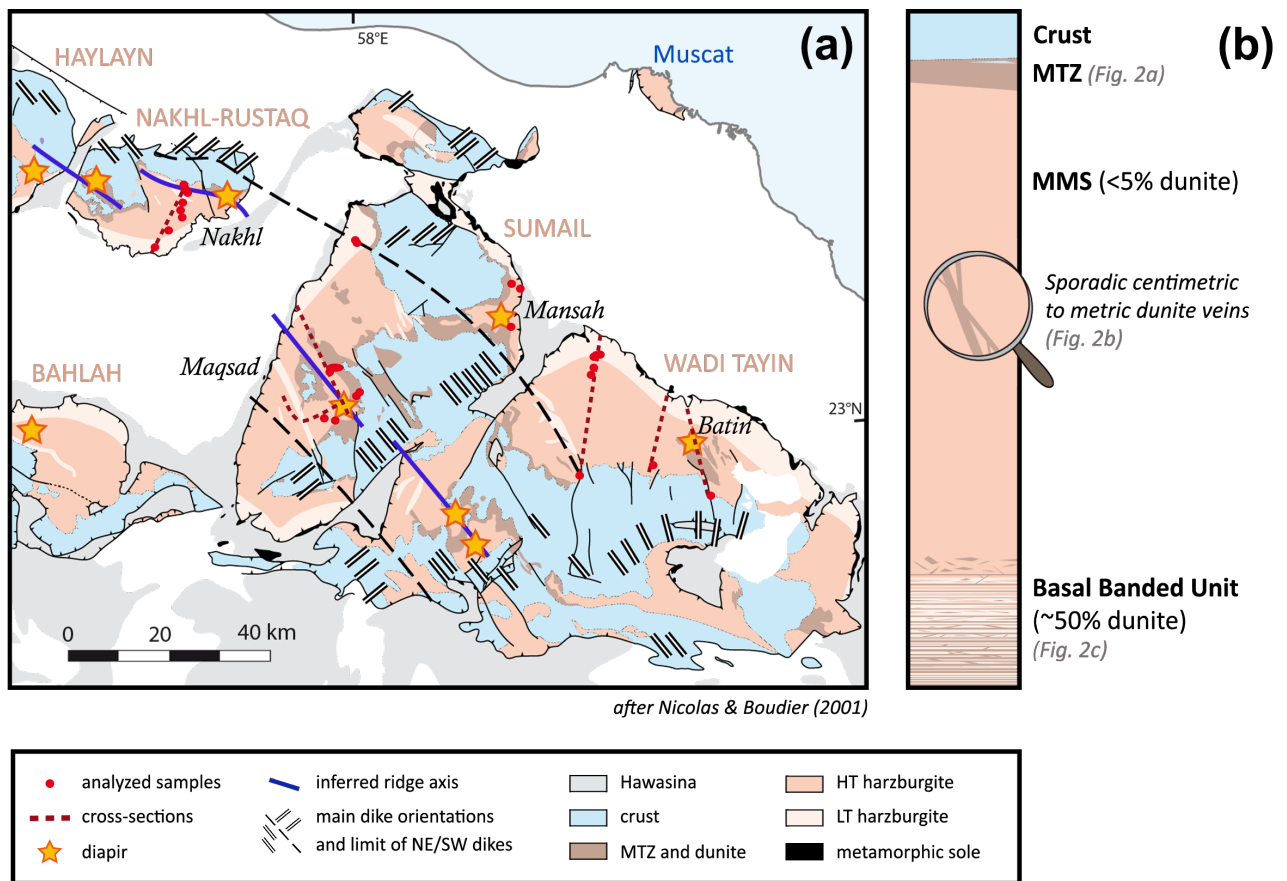 HAYLAYN
58°E
(a)
Muscat
NAKHL-RUSTAQ
Nakhl
SUMAIL
Mansah
Maqsad
WADI TAYIN
BAHLAH
23°N
Batin
0 20 40 km
after Nicolas & Boudier (2001)
(b)
Crust
MTZ (Fig. 2a)
MMS (<5% dunite)
Sporadic centimetric
to metric dunite veins
(Fig. 2b)
Basal Banded Unit
(~50% dunite)
(Fig. 2c)
analyzed samples
cross-sections
diapir
inferred ridge axis
main dike orientations
and limit of NE/SW dikes
Hawasina
crust
MTZ and dunite
HT harzburgite
LT harzburgite
metamorphic sole